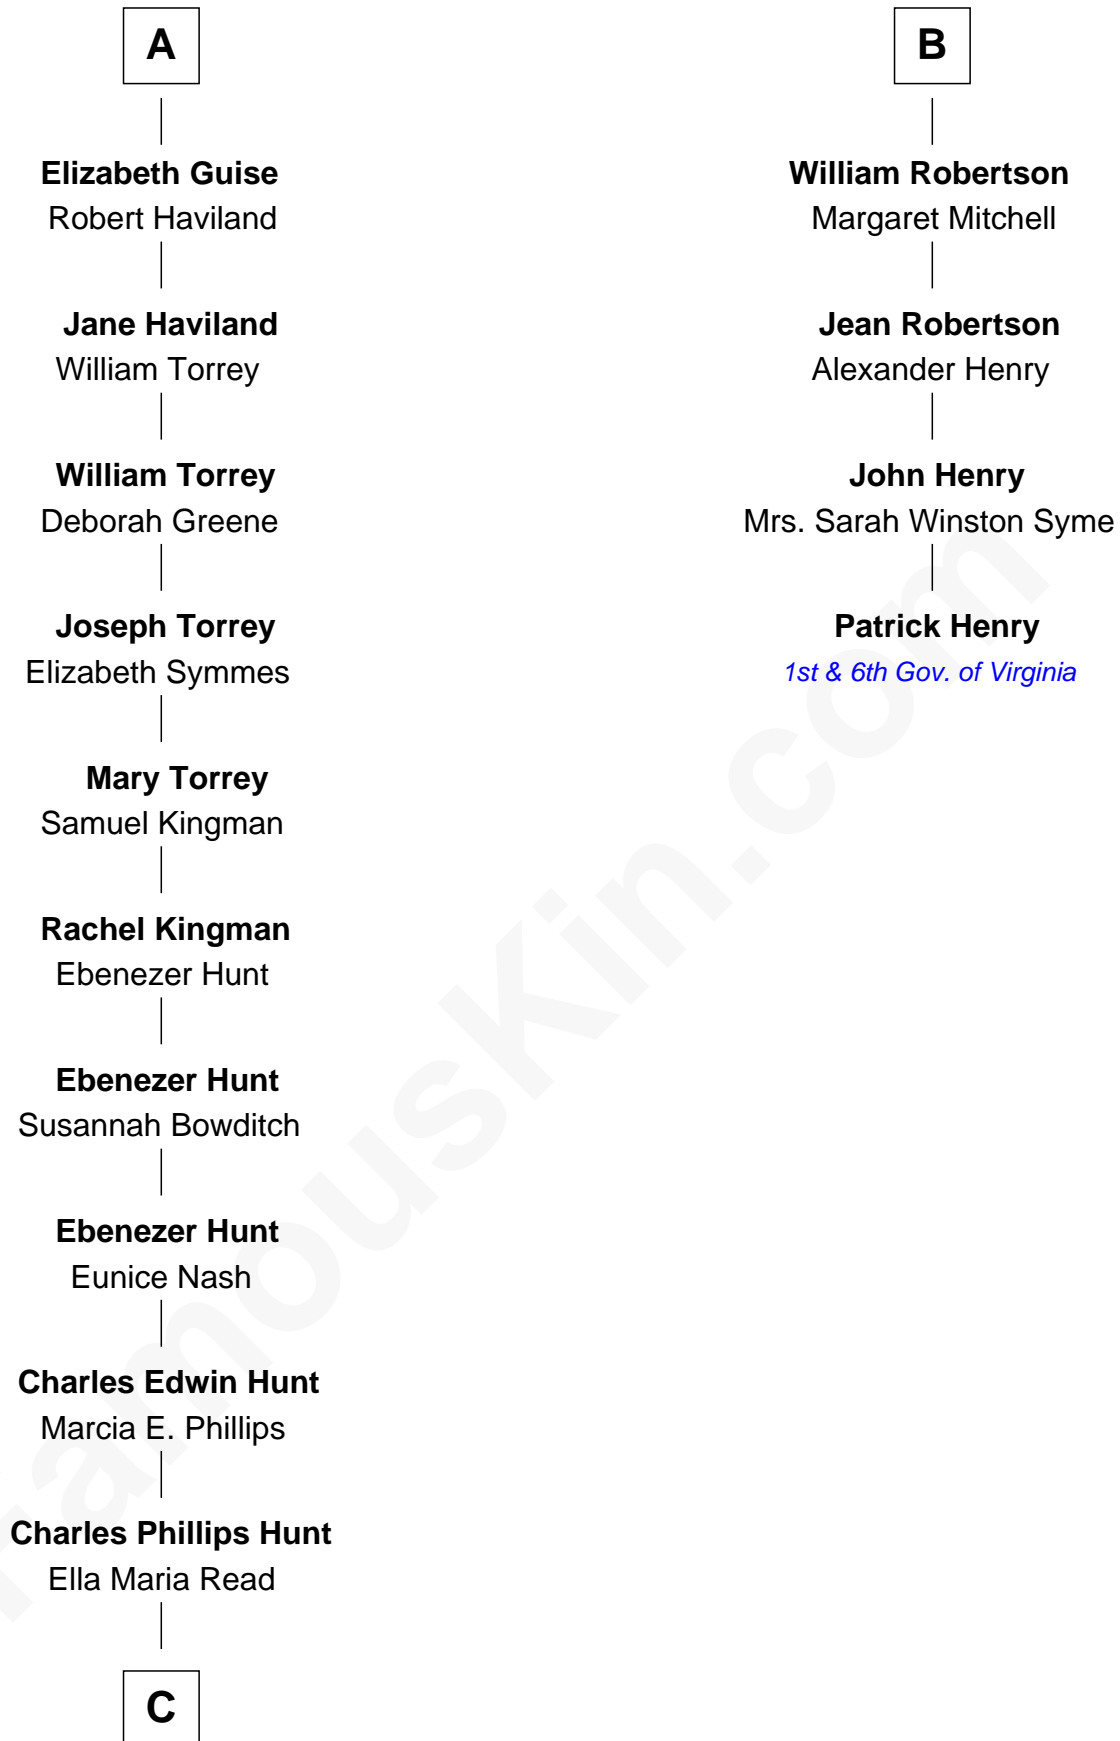 A
Elizabeth Guise
Robert Haviland
Jane Haviland
William Torrey
William Torrey
Deborah Greene
Joseph Torrey
Elizabeth Symmes
Mary Torrey
Samuel Kingman
Rachel Kingman
Ebenezer Hunt
Ebenezer Hunt
Susannah Bowditch
Ebenezer Hunt
Eunice Nash
Charles Edwin Hunt
Marcia E. Phillips
Charles Phillips Hunt
Ella Maria Read
C
B
William Robertson
Margaret Mitchell
Jean Robertson
Alexander Henry
John Henry
Mrs. Sarah Winston Syme
Patrick Henry
1st & 6th Gov. of Virginia
FamousKin.com